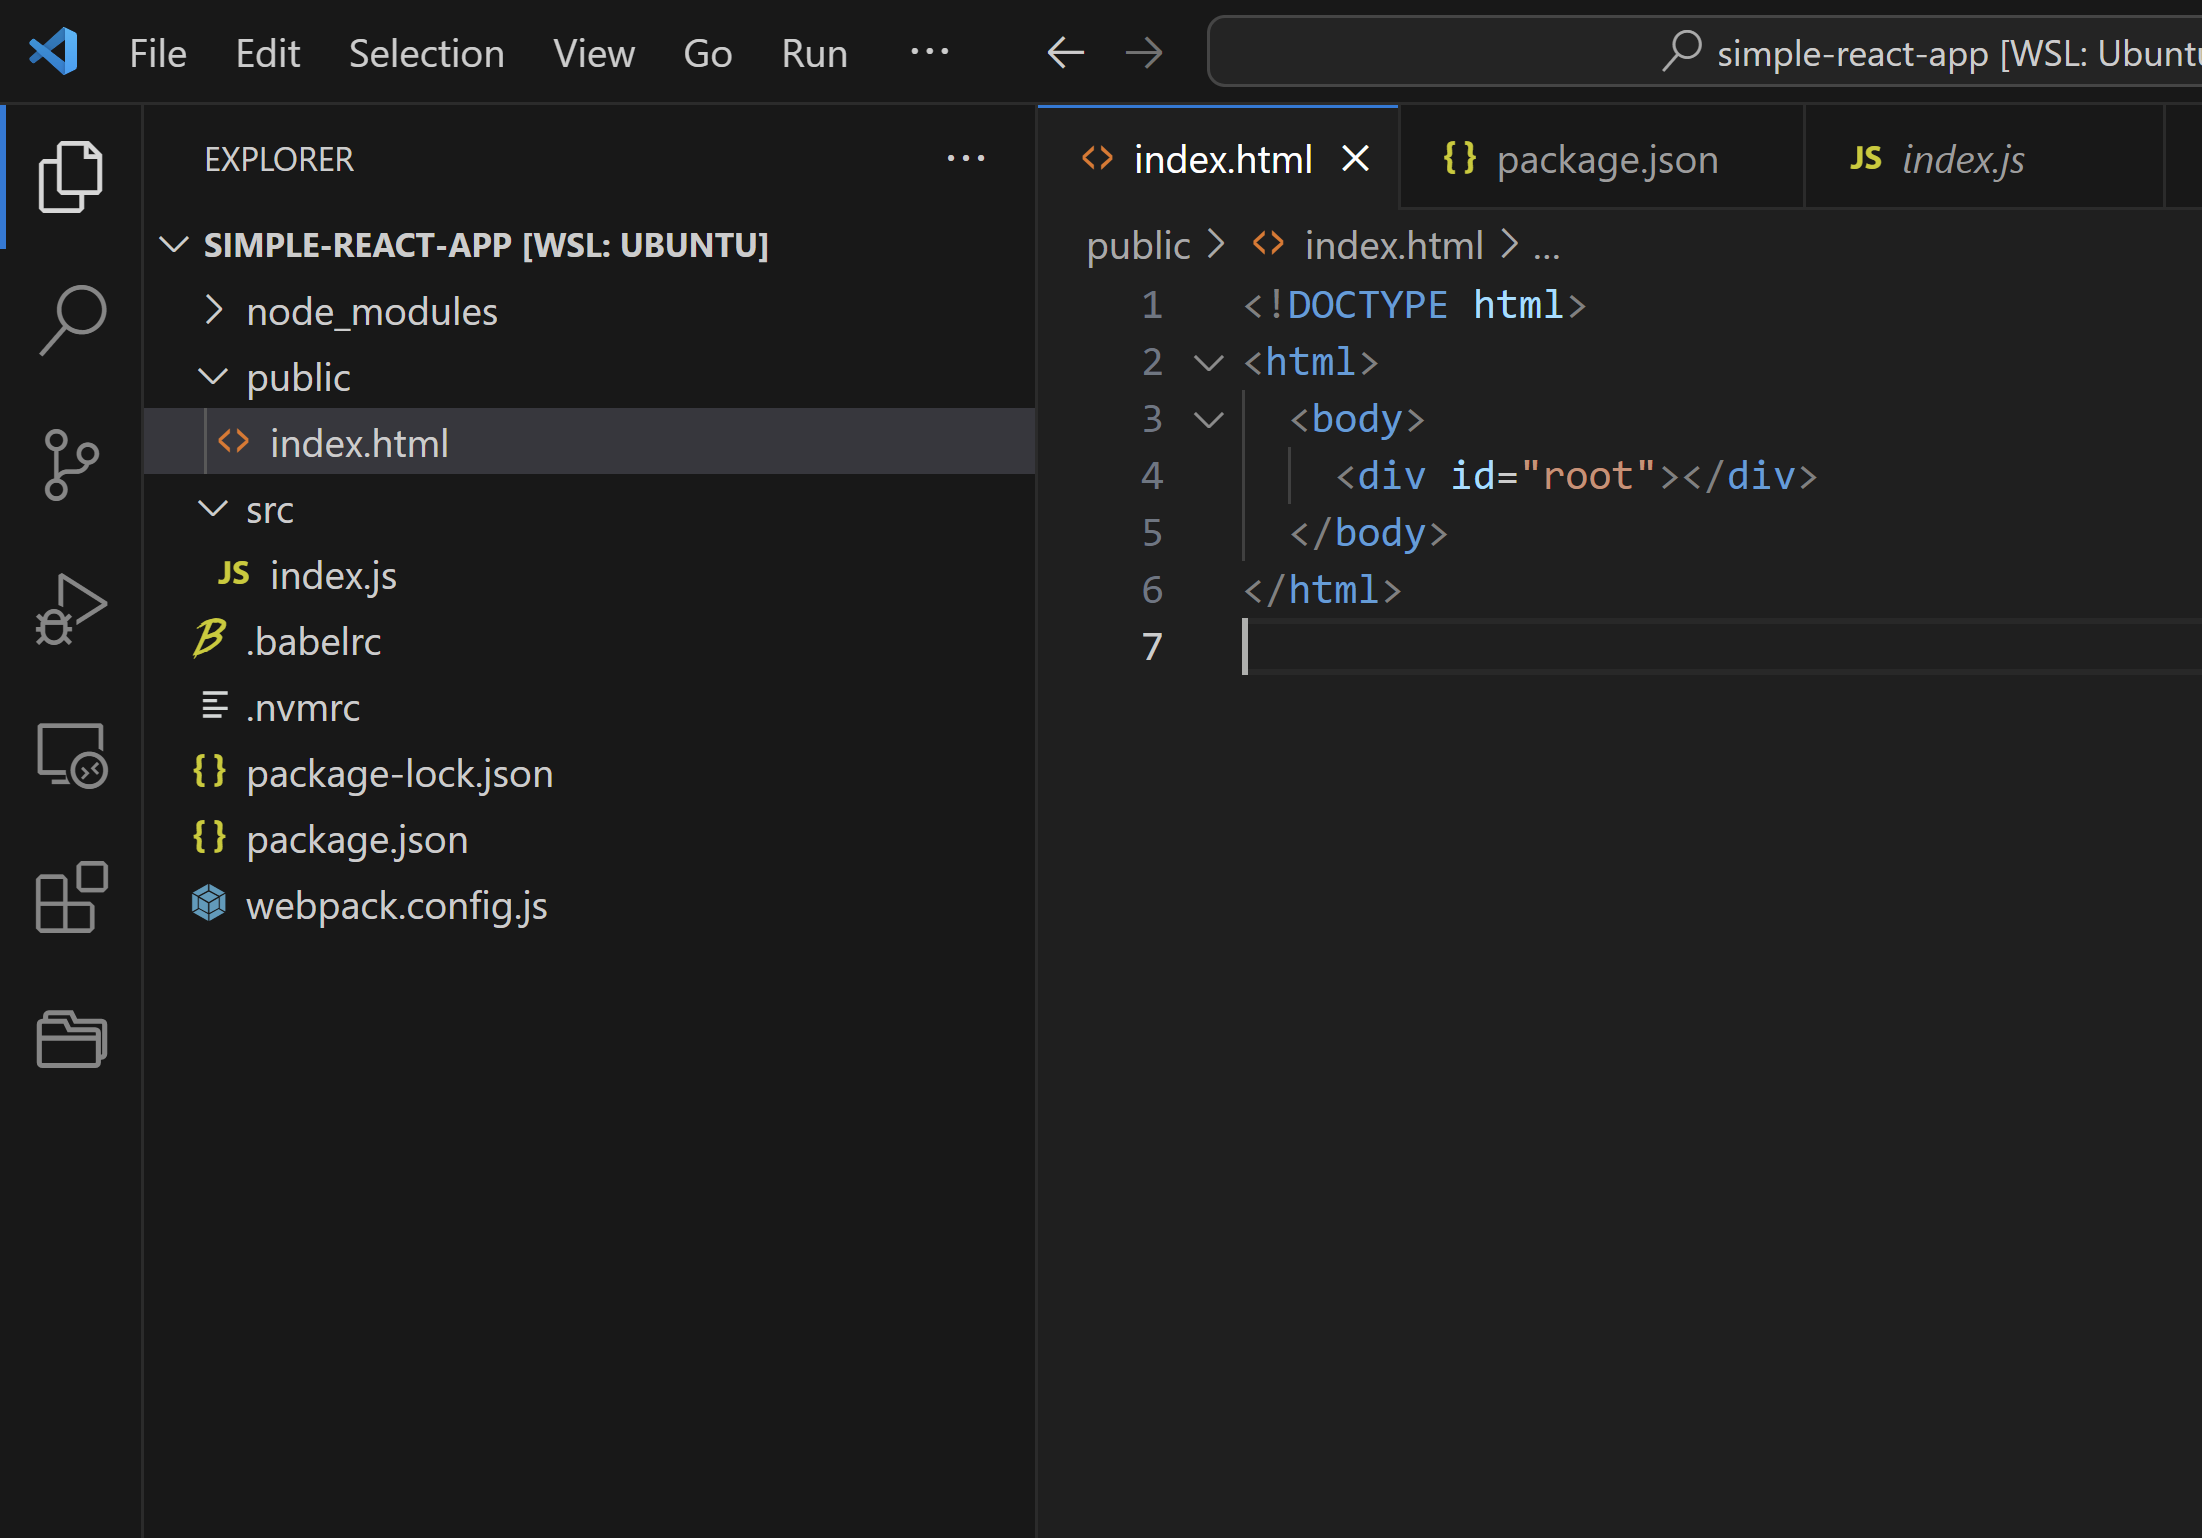 File Edit Selection View Go Run ··· simple-react-app [WSL: Ubuntu
EXPLORER ···
SIMPLE-REACT-APP [WSL: UBUNTU]
node_modules
public
<> index.html
src
JS index.js
.babelrc
.nvmrc
{} package-lock.json
{} package.json
webpack.config.js
<> index.html {} package.json JS index.js
public > <> index.html > ...
1 <!DOCTYPE html>
2 <html>
3 <body>
4 <div id="root"></div>
5 </body>
6 </html>
7